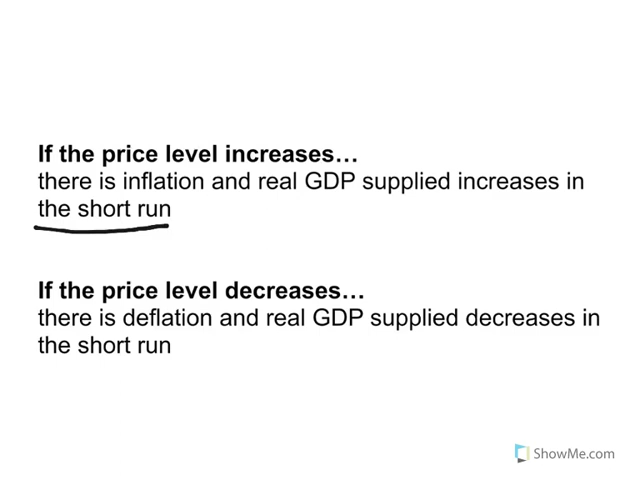 If the price level increases…
there is inflation and real GDP supplied increases in
the short run
If the price level decreases…
there is deflation and real GDP supplied decreases in
the short run
ShowMe.com